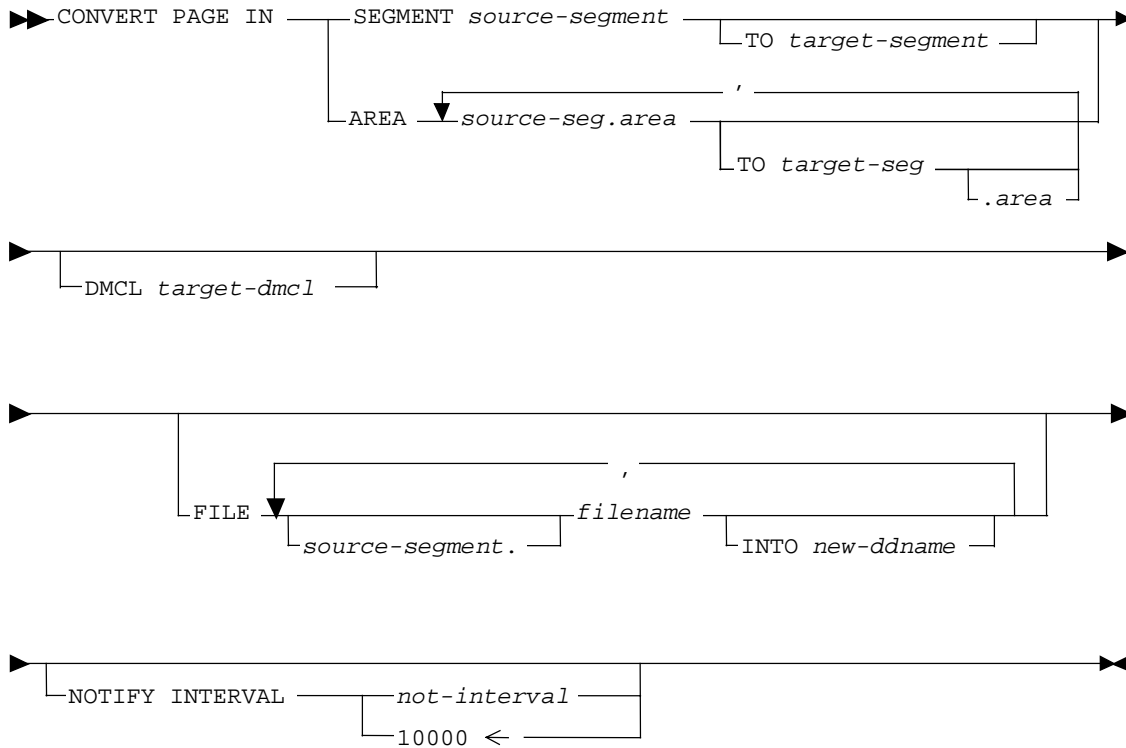 CONVERT PAGE IN SEGMENT source-segment
TO target-segment
,
AREA source-seg.area
TO target-seg
.area
DMCL target-dmcl
,
FILE filename
source-segment. INTO new-ddname
NOTIFY INTERVAL not-interval
10000